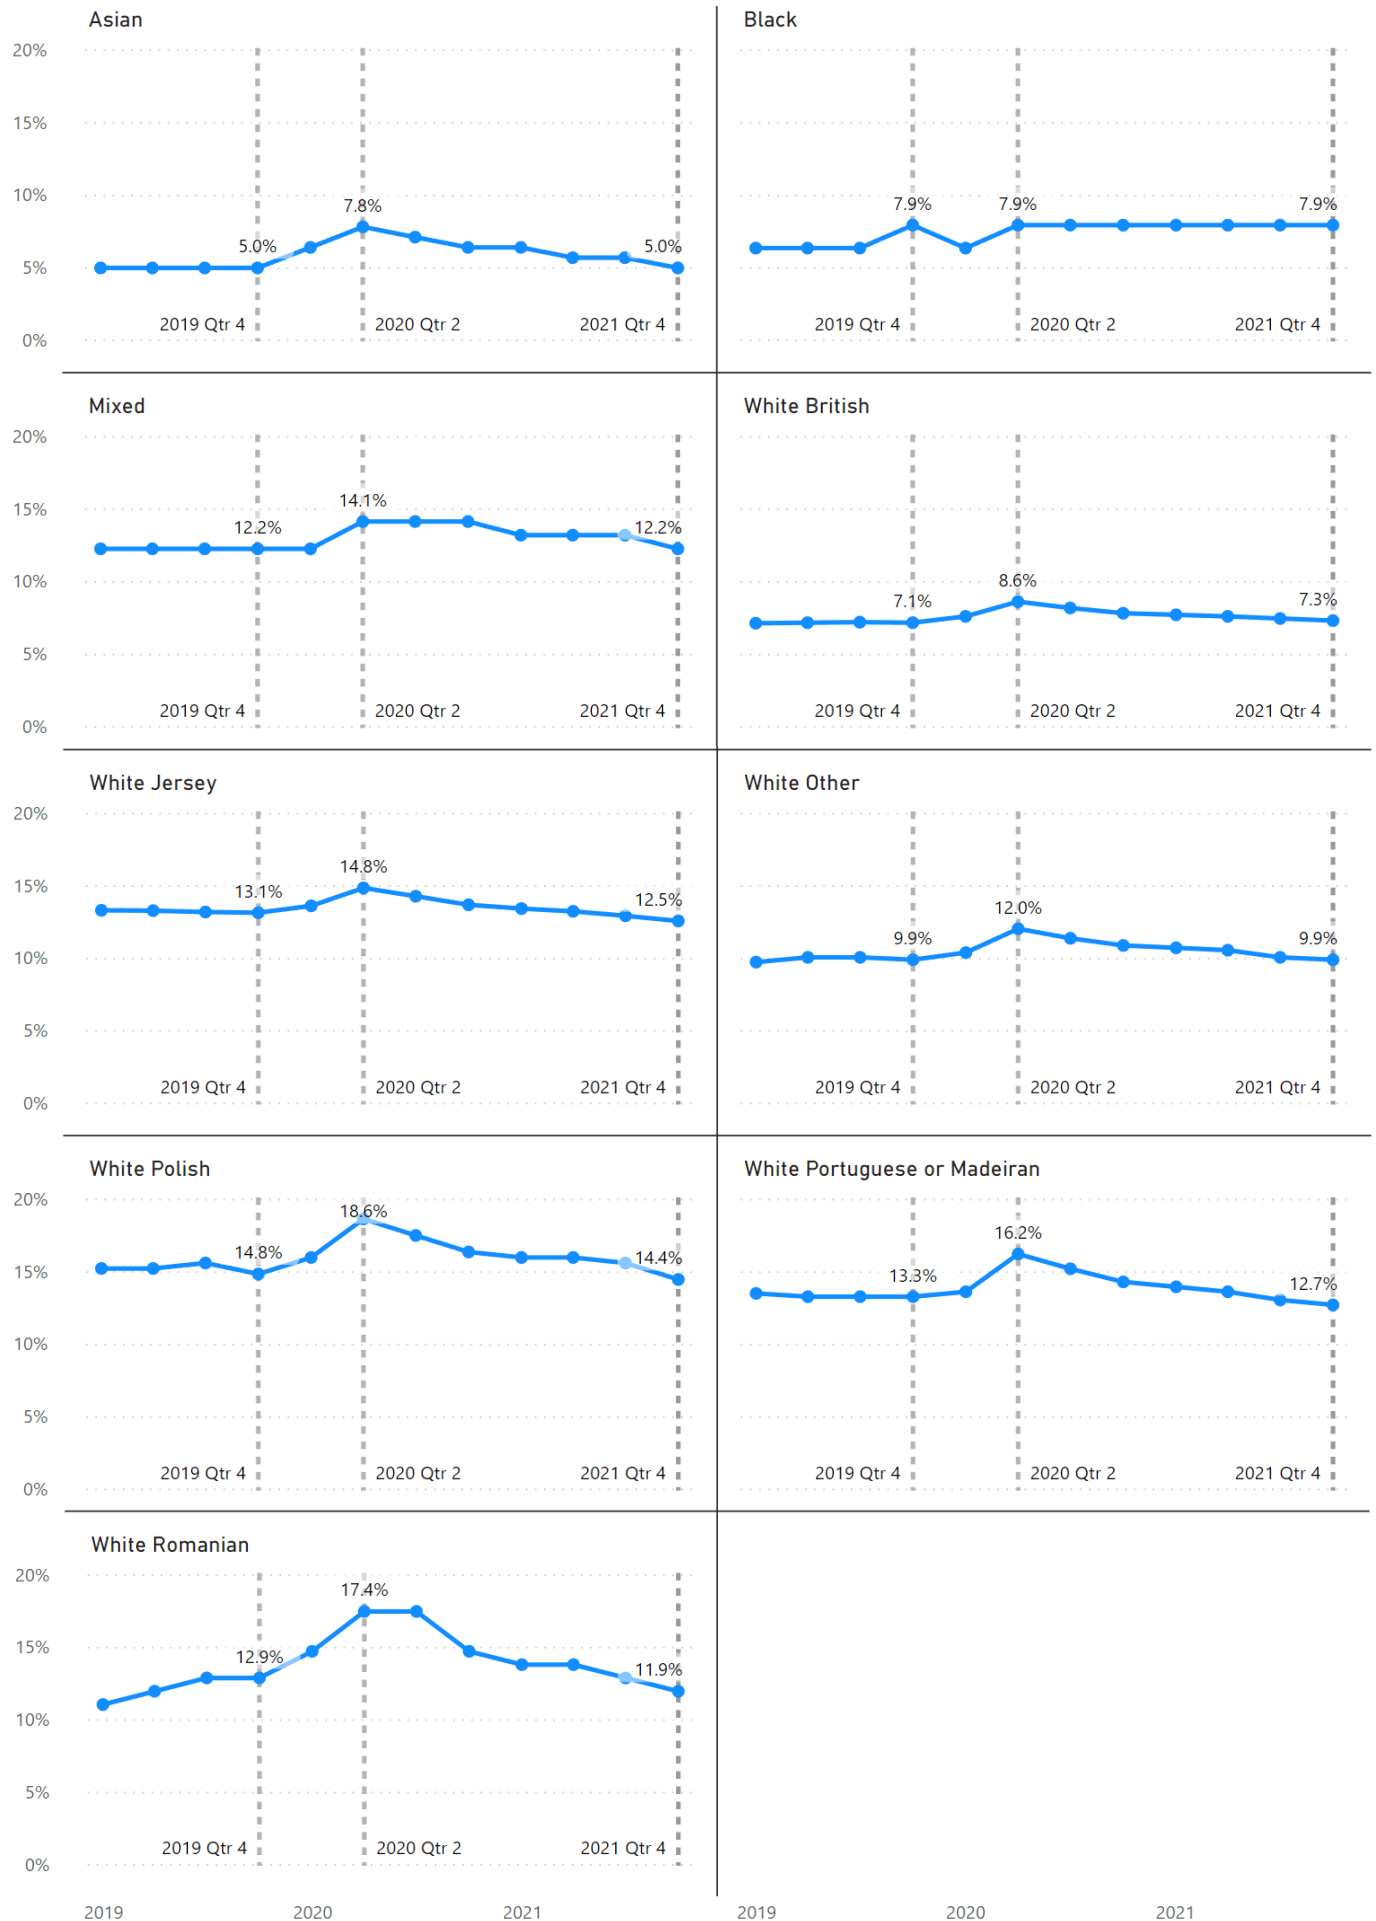 Asian
20%
15%
10%
5%
0%
5.0%
7.8%
5.0%
2019 Qtr 4
2020 Qtr 2
2021 Qtr 4
Black
7.9%
7.9%
7.9%
2019 Qtr 4
2020 Qtr 2
2021 Qtr 4
Mixed
20%
15%
10%
5%
0%
12.2%
14.1%
12.2%
2019 Qtr 4
2020 Qtr 2
2021 Qtr 4
White British
7.1%
8.6%
7.3%
2019 Qtr 4
2020 Qtr 2
2021 Qtr 4
White Jersey
20%
15%
10%
5%
0%
13.1%
14.8%
12.5%
2019 Qtr 4
2020 Qtr 2
2021 Qtr 4
White Other
9.9%
12.0%
9.9%
2019 Qtr 4
2020 Qtr 2
2021 Qtr 4
White Polish
20%
15%
10%
5%
0%
14.8%
18.6%
14.4%
2019 Qtr 4
2020 Qtr 2
2021 Qtr 4
White Portuguese or Madeiran
13.3%
16.2%
12.7%
2019 Qtr 4
2020 Qtr 2
2021 Qtr 4
White Romanian
20%
15%
10%
5%
0%
12.9%
17.4%
11.9%
2019 Qtr 4
2020 Qtr 2
2021 Qtr 4
2019
2020
2021
2019
2020
2021